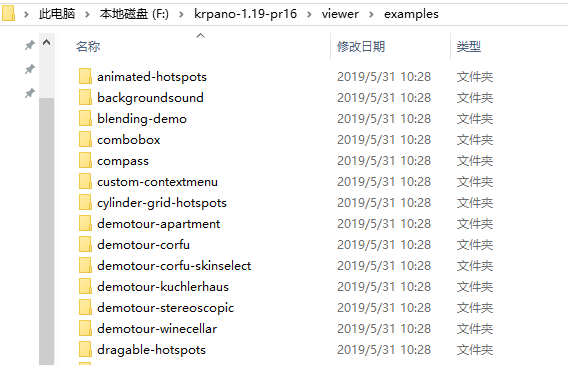 此电脑 > 本地磁盘 (F:) > krpano-1.19-pr16 > viewer > examples
名称 修改日期 类型
animated-hotspots 2019/5/31 10:28 文件夹
backgroundsound 2019/5/31 10:28 文件夹
blending-demo 2019/5/31 10:28 文件夹
combobox 2019/5/31 10:28 文件夹
compass 2019/5/31 10:28 文件夹
custom-contextmenu 2019/5/31 10:28 文件夹
cylinder-grid-hotspots 2019/5/31 10:28 文件夹
demotour-apartment 2019/5/31 10:28 文件夹
demotour-corfu 2019/5/31 10:28 文件夹
demotour-corfu-skinselect 2019/5/31 10:28 文件夹
demotour-kuchlerhaus 2019/5/31 10:28 文件夹
demotour-stereoscopic 2019/5/31 10:28 文件夹
demotour-winecellar 2019/5/31 10:28 文件夹
dragable-hotspots 2019/5/31 10:28 文件夹